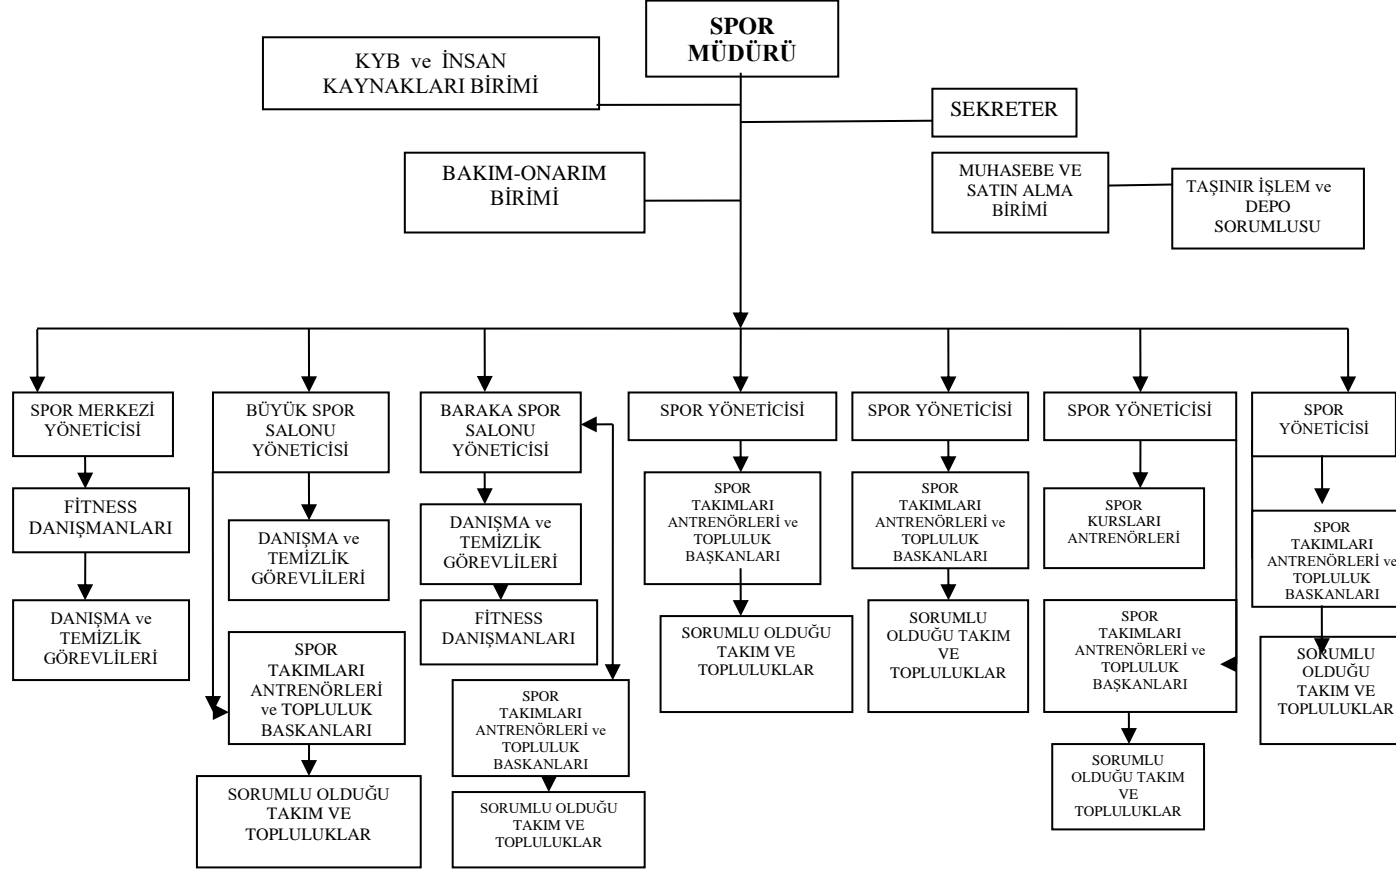 SPOR
MÜDÜRÜ
KYB ve İNSAN
KAYNAKLARI BİRİMİ
SEKRETER
BAKIM-ONARIM
BİRİMİ
MUHASEBE VE
SATIN ALMA
BİRİMİ
TAŞINIR İŞLEM ve
DEPO
SORUMLUSU
SPOR MERKEZİ
YÖNETİCİSİ
FİTNESS
DANIŞMANLARI
DANIŞMA ve
TEMİZLİK
GÖREVLİLERİ
BÜYÜK SPOR
SALONU
YÖNETİCİSİ
DANIŞMA ve
TEMİZLİK
GÖREVLİLERİ
SPOR
TAKIMLARI
ANTRENÖRLERİ
ve TOPLULUK
BASKANLARI
SORUMLU OLDUĞU
TAKIM VE
TOPLULUKLAR
BARAKA SPOR
SALONU
YÖNETİCİSİ
DANIŞMA ve
TEMİZLİK
GÖREVLİLERİ
FİTNESS
DANIŞMANLARI
SPOR
TAKIMLARI
ANTRENÖRLERİ ve
TOPLULUK
BASKANLARI
SORUMLU OLDUĞU
TAKIM VE
TOPLULUKLAR
SPOR YÖNETİCİSİ
SPOR
TAKIMLARI
ANTRENÖRLERİ ve
TOPLULUK
BAŞKANLARI
SORUMLU OLDUĞU
TAKIM VE
TOPLULUKLAR
SPOR YÖNETİCİSİ
SPOR
TAKIMLARI
ANTRENÖRLERİ ve
TOPLULUK
BASKANLARI
SORUMLU
OLDUĞU TAKIM
VE
TOPLULUKLAR
SPOR YÖNETİCİSİ
SPOR
KURSLARI
ANTRENÖRLERİ
SPOR
TAKIMLARI
ANTRENÖRLERİ ve
TOPLULUK
BAŞKANLARI
SORUMLU
OLDUĞU TAKIM
VE
TOPLULUKLAR
SPOR
YÖNETİCİSİ
SPOR
TAKIMLARI
ANTRENÖRLERİ ve
TOPLULUK
BASKANLARI
SORUMLU
OLDUĞU
TAKIM VE
TOPLULUKLAR